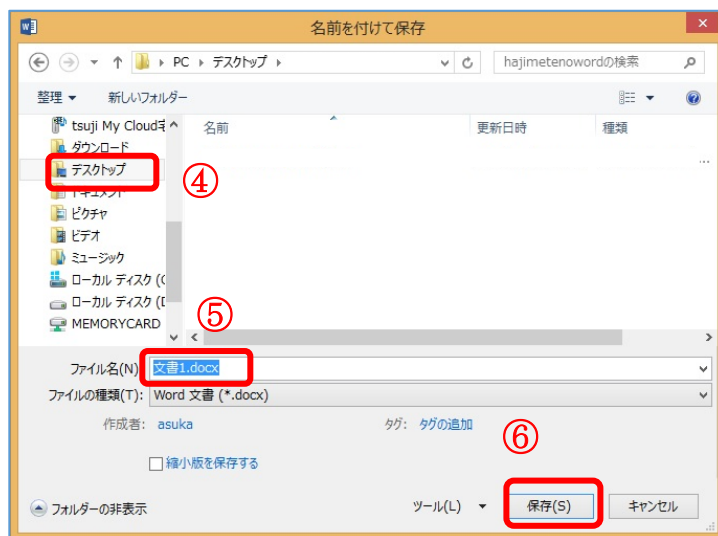 名前を付けて保存
PC デスクトップ
hajimetenowordの検索
整理 新しいフォルダー
tsuji My Cloud
名前 更新日時 種類
ダウンロード
デスクトップ
④
ドキュメント
ピクチャ
ビデオ
ミュージック
ローカル ディスク (C
ローカル ディスク (D
MEMORYCARD
⑤
ファイル名(N)
文書1.docx
ファイルの種類(T): Word 文書 (*.docx)
作成者: asuka タグ: タグの追加
⑥
縮小版を保存する
フォルダーの非表示 ツール(L) 保存(S) キャンセル